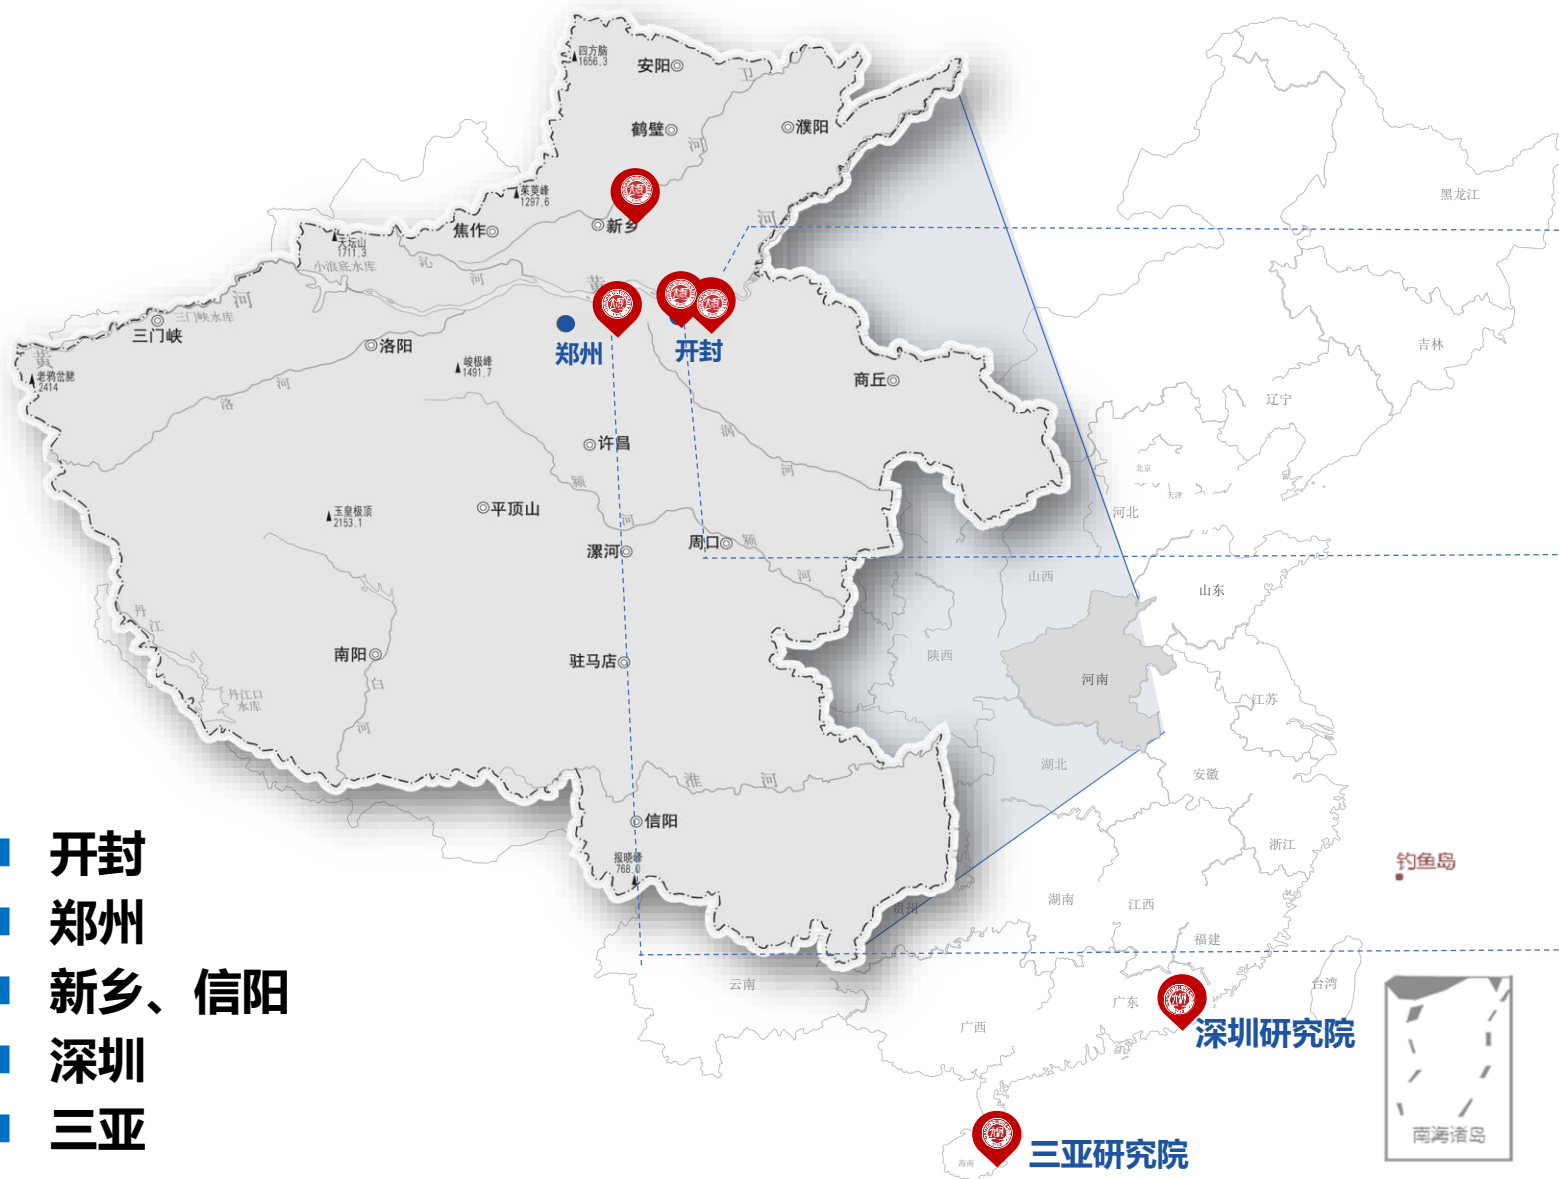 四方脑
1656.3
安阳
卫
鹤壁
濮阳
河
茱萸峰
1297.6
黑龙江
新乡
焦作
河
天坛山
1711.3
小浪底水库
沁
河
黄
河
三门峡水库
三门峡
郑州
开封
洛阳
吉林
黄
老鸦岔垴
2414
峻极峰
1491.7
商丘
洛
河
辽宁
许昌
涡
河
北京
天津
颍
平顶山
玉皇极顶
2153.1
河
河北
漯河
周口
颍
河
山西
山东
丹
江
南阳
驻马店
陕西
白
河南
丹江口
水库
江苏
河
淮
河
湖北
安徽
信阳
报晓峰
768.0
浙江
钓鱼岛
开封
郑州
新乡、信阳
深圳
三亚
贵州
湖南
江西
福建
云南
广西
广东
台湾
深圳研究院
三亚研究院
海南
南海诸岛